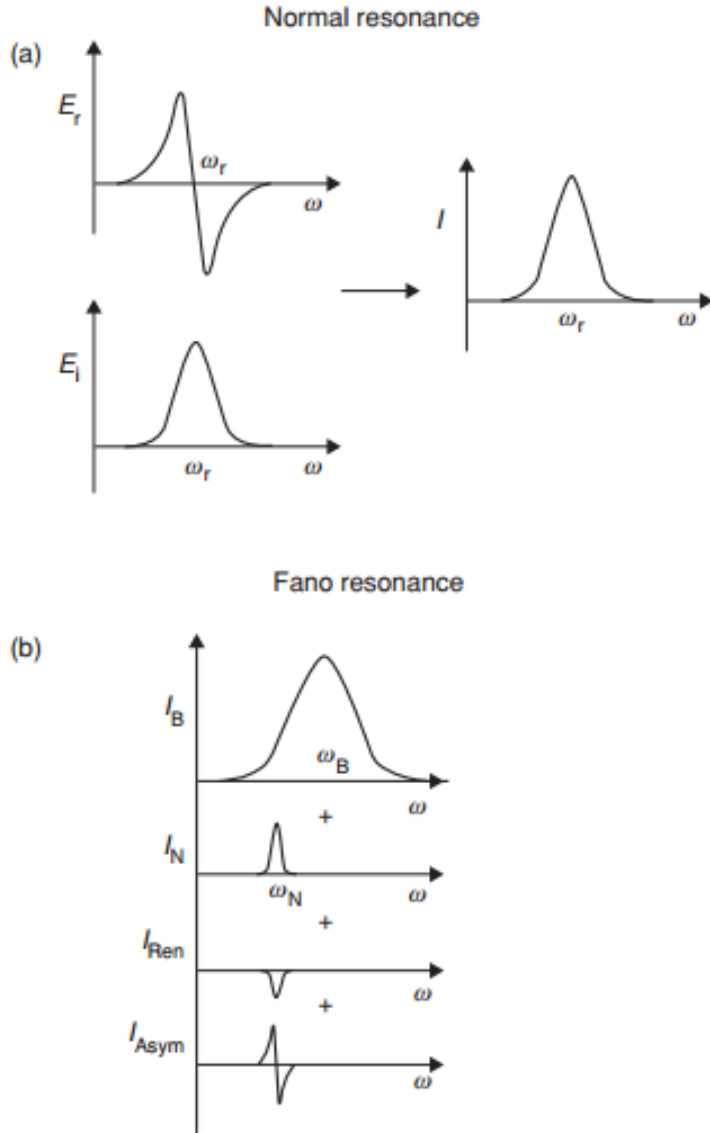 Normal resonance
(a)
E_r
ω_r
ω
I
ω_r
ω
E_i
ω_r
ω
Fano resonance
(b)
I_B
ω_B
ω
+
I_N
ω_N
ω
+
I_Ren
ω
+
I_Asym
ω